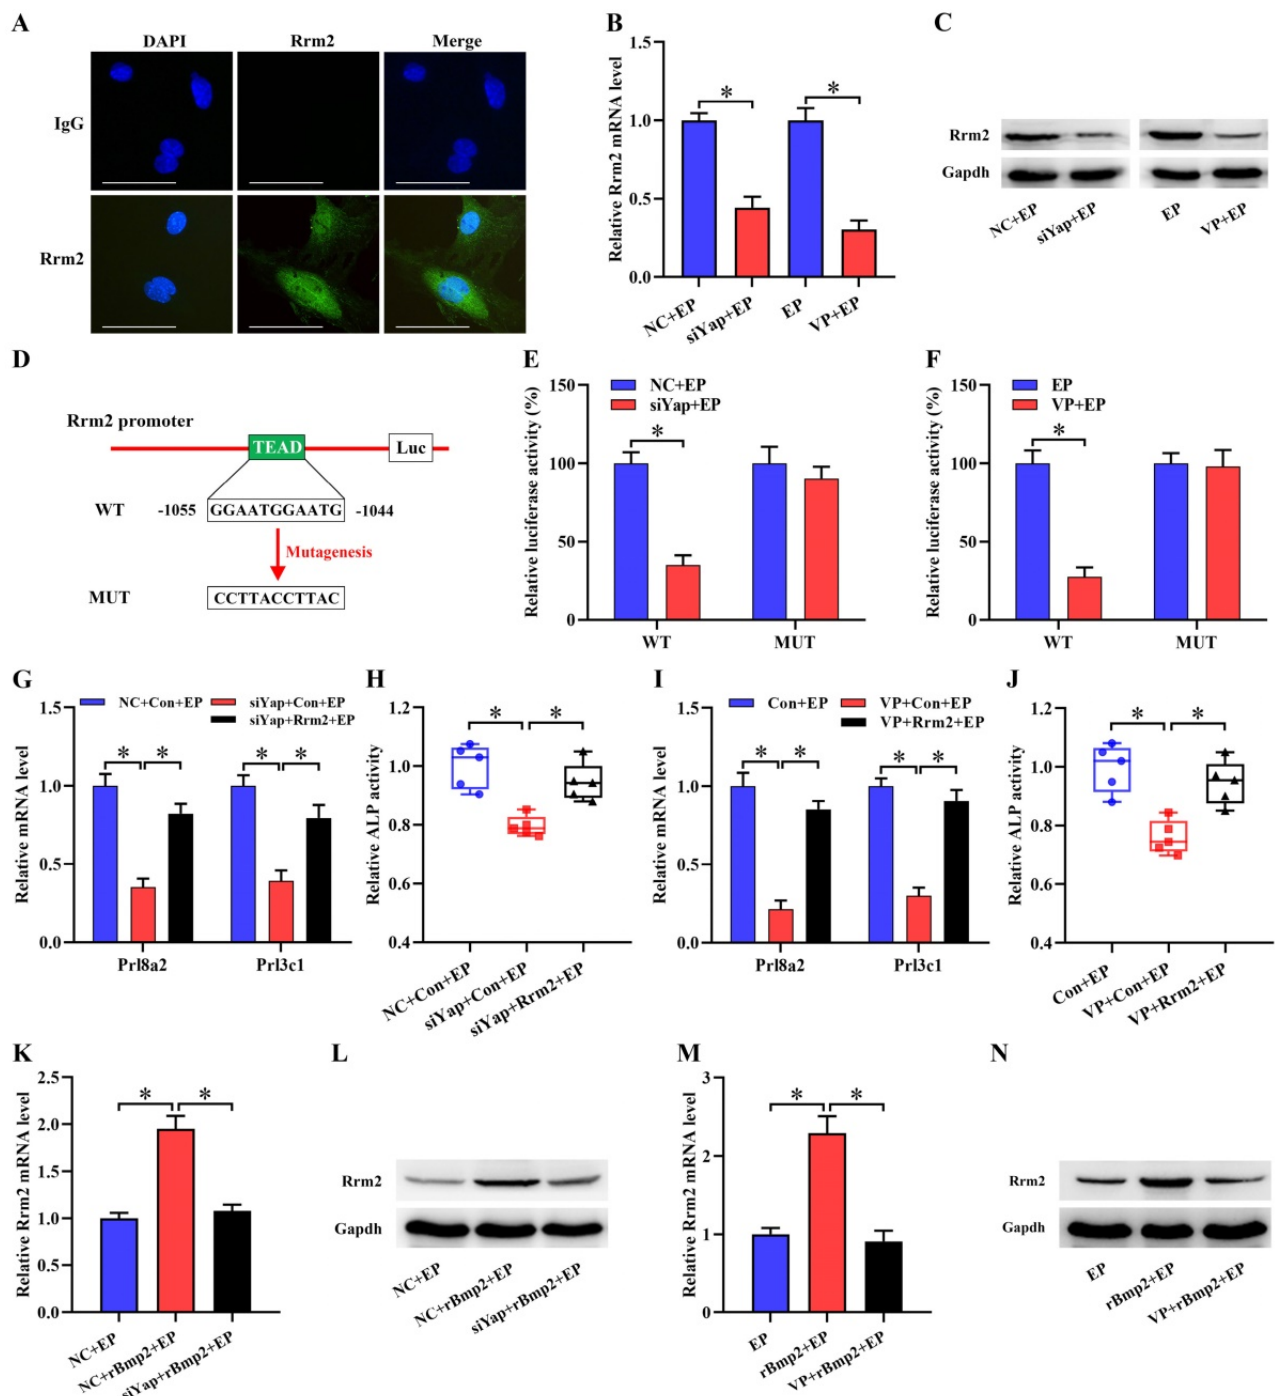 A
DAPI
Rrm2
Merge
IgG
Rrm2
B
Relative Rrm2 mRNA level
1.5
1.0
0.5
0.0
*
*
NC+EP
siYap+EP
EP
VP+EP
C
Rrm2
Gapdh
NC+EP
siYap+EP
EP
VP+EP
D
Rrm2 promoter
TEAD
Luc
WT
-1055
GGAATGGAATG
-1044
Mutagenesis
MUT
CCTTACCTTAC
E
NC+EP
siYap+EP
Relative luciferase activity (%)
150
100
50
0
*
WT
MUT
F
EP
VP+EP
Relative luciferase activity (%)
150
100
50
0
*
WT
MUT
G
NC+Con+EP
siYap+Con+EP
siYap+Rrm2+EP
Relative mRNA level
1.5
1.0
0.5
0.0
* *
* *
Prl8a2
Prl3c1
H
Relative ALP activity
1.2
1.0
0.8
0.6
0.4
* *
NC+Con+EP
siYap+Con+EP
siYap+Rrm2+EP
I
Con+EP
VP+Con+EP
VP+Rrm2+EP
Relative mRNA level
1.5
1.0
0.5
0.0
* *
* *
Prl8a2
Prl3c1
J
Relative ALP activity
1.2
1.0
0.8
0.6
0.4
* *
Con+EP
VP+Con+EP
VP+Rrm2+EP
K
Relative Rrm2 mRNA level
2.5
2.0
1.5
1.0
0.5
0.0
* *
NC+EP
NC+rBmp2+EP
siYap+rBmp2+EP
L
Rrm2
Gapdh
NC+EP
NC+rBmp2+EP
siYap+rBmp2+EP
M
Relative Rrm2 mRNA level
3
2
1
0
* *
EP
rBmp2+EP
VP+rBmp2+EP
N
Rrm2
Gapdh
EP
rBmp2+EP
VP+rBmp2+EP